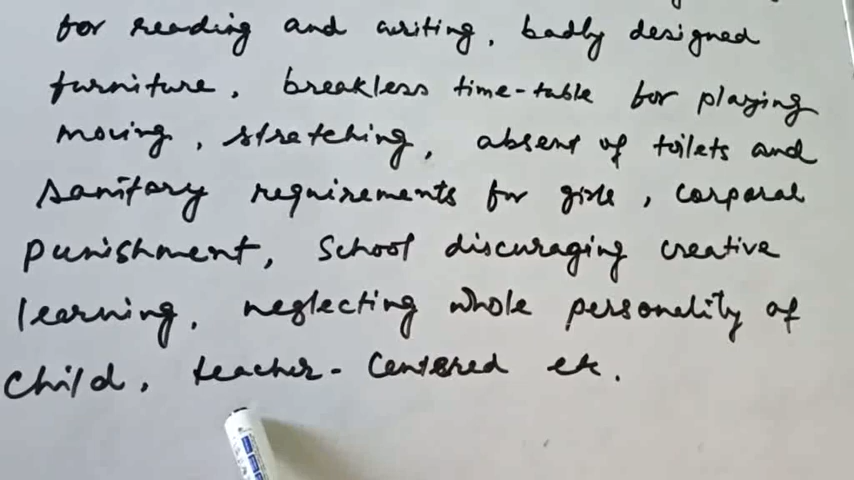 for reading and writing, badly designed
furniture, breakless time-table for playing
moving, stretching, absent of toilets and
sanitary requirements for girls, corporal
punishment, School discuraging creative
learning, neglecting whole personality of
child, teacher-centered etc.